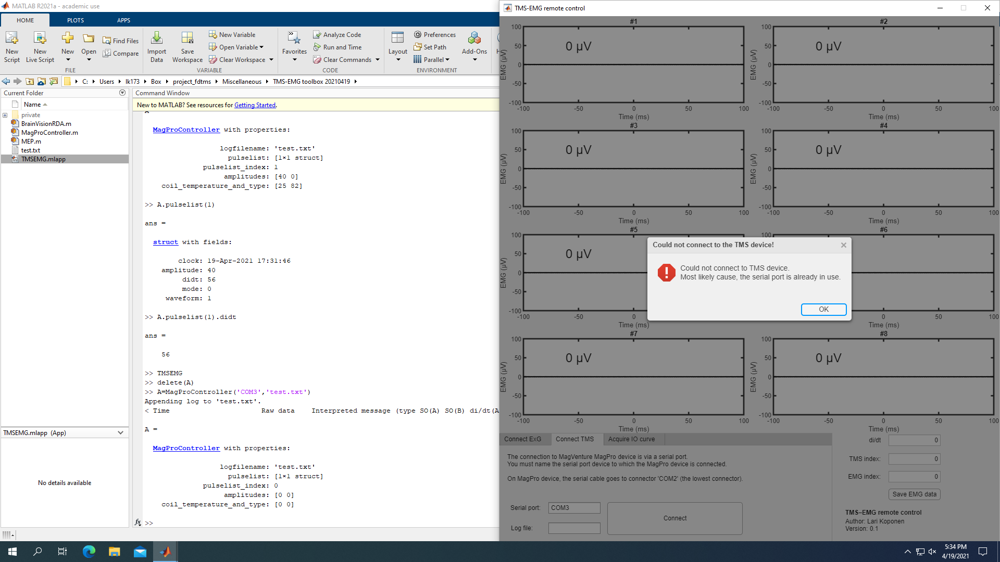 MATLAB R2021a - academic use
HOME PLOTS APPS
New Script
New Live Script
New
Open
Find Files
Compare
FILE
Import Data
Save Workspace
New Variable
Open Variable
Clear Workspace
VARIABLE
Favorites
Analyze Code
Run and Time
Clear Commands
CODE
Layout
Preferences
Set Path
Parallel
ENVIRONMENT
Add-Ons
C: Users lk173 Box project_fdtms Miscellaneous TMS-EMG toolbox 20210419
Current Folder
Name
private
BrainVisionRDA.m
MagProController.m
MEP.m
test.txt
TMSEMG.mlapp
TMSEMG.mlapp (App)
No details available
Command Window
New to MATLAB? See resources for Getting Started.
MagProController with properties:
logfilename: 'test.txt'
pulselist: [1×1 struct]
pulselist_index: 1
amplitudes: [40 0]
coil_temperature_and_type: [25 82]
>> A.pulselist(1)
ans =
struct with fields:
clock: 19-Apr-2021 17:31:46
amplitude: 40
didt: 56
mode: 0
waveform: 1
>> A.pulselist(1).didt
ans =
56
>> TMSEMG
>> delete(A)
>> A=MagProController('COM3','test.txt')
Appending log to 'test.txt'.
< Time Raw data Interpreted message (type SO(A) SO(B) di/dt(A
A =
MagProController with properties:
logfilename: 'test.txt'
pulselist: [1×1 struct]
pulselist_index: 0
amplitudes: [0 0]
coil_temperature_and_type: [0 0]
fx >>
TMS-EMG remote control
#1
100
50
0
-50
-100
EMG (µV)
0 µV
-100 -50 0 50 100
Time (ms)
#2
100
50
0
-50
-100
EMG (µV)
0 µV
-100 -50 0 50 100
Time (ms)
#3
100
50
0
-50
-100
EMG (µV)
0 µV
-100 -50 0 50 100
Time (ms)
#4
100
50
0
-50
-100
EMG (µV)
0 µV
-100 -50 0 50 100
Time (ms)
#5
100
50
0
-50
-100
EMG (µV)
0 µV
-100 -50 0
Time (ms)
#6
100
0 50 100
Time (ms)
Could not connect to the TMS device!
Could not connect to TMS device.
Most likely cause, the serial port is already in use.
OK
#7
100
50
0
-50
-100
EMG (µV)
0 µV
-100 -50 0 50 100
Time (ms)
#8
100
50
0
-50
-100
EMG (µV)
0 µV
-100 -50 0 50 100
Time (ms)
Connect ExG Connect TMS Acquire IO curve
The connection to MagVenture MagPro device is via a serial port.
You must name the serial port device to which the MagPro device is connected.
On MagPro device, the serial cable goes to connector 'COM2' (the lowest connector).
Serial port: COM3
Log file:
Connect
di/dt 0
TMS index: 0
EMG index: 0
Save EMG data
TMS–EMG remote control
Author: Lari Koponen
Version: 0.1
5:34 PM
4/19/2021